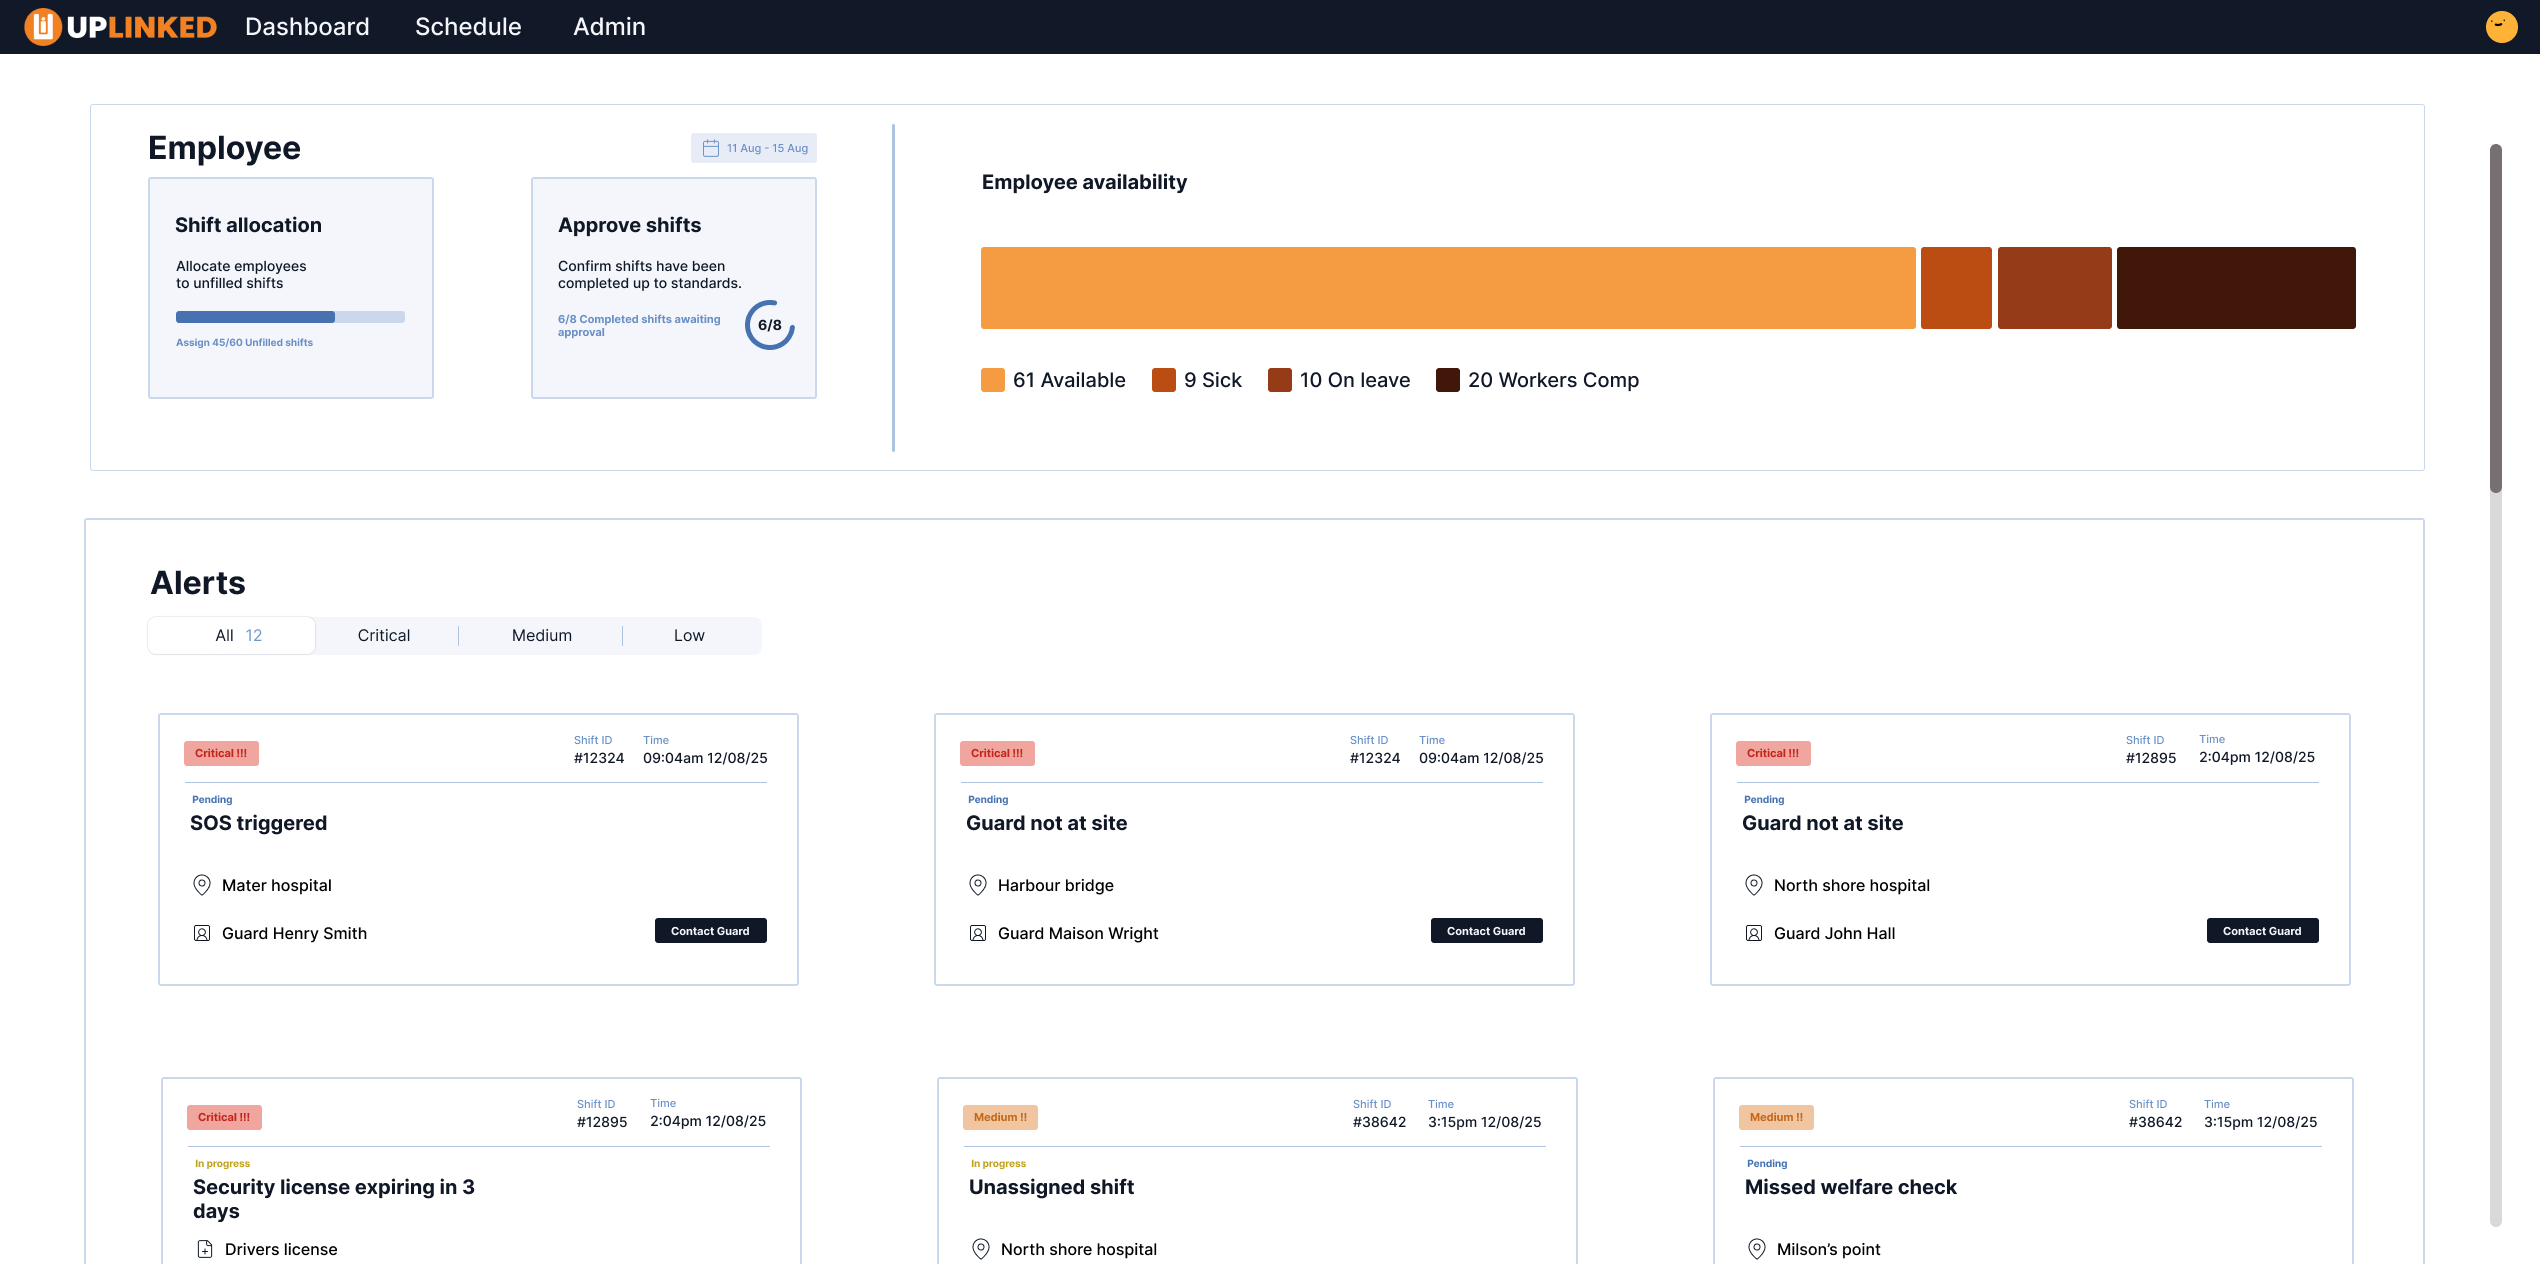 UPLINKED Dashboard Schedule Admin
Employee
11 Aug - 15 Aug
Shift allocation
Allocate employees
to unfilled shifts
Assign 45/60 Unfilled shifts
Approve shifts
Confirm shifts have been
completed up to standards.
6/8 Completed shifts awaiting
approval
6/8
Employee availability
61 Available 9 Sick 10 On leave 20 Workers Comp
Alerts
All 12 Critical Medium Low
Critical !!!
Shift ID Time
#12324 09:04am 12/08/25
Pending
SOS triggered
Mater hospital
Guard Henry Smith
Contact Guard
Critical !!!
Shift ID Time
#12324 09:04am 12/08/25
Pending
Guard not at site
Harbour bridge
Guard Maison Wright
Contact Guard
Critical !!!
Shift ID Time
#12895 2:04pm 12/08/25
Pending
Guard not at site
North shore hospital
Guard John Hall
Contact Guard
Critical !!!
Shift ID Time
#12895 2:04pm 12/08/25
In progress
Security license expiring in 3
days
Drivers license
Medium !!
Shift ID Time
#38642 3:15pm 12/08/25
In progress
Unassigned shift
North shore hospital
Medium !!
Shift ID Time
#38642 3:15pm 12/08/25
Pending
Missed welfare check
Milson’s point